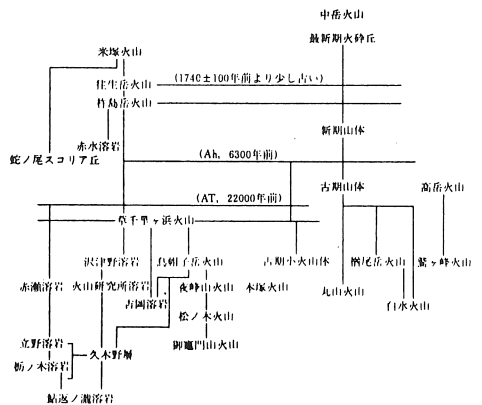 中岳火山
最新期火砕丘
米塚火山
往生岳火山
(1740±100年前より少し古い)
杵島岳火山
新期山体
赤水溶岩
蛇ノ尾スコリア丘
(Ah, 6300年前)
古期山体
高岳火山
(AT, 22000年前)
草千里ヶ浜火山
沢津野溶岩
烏帽子岳火山
古期小火山体
楢尾岳火山
鷲ヶ峰火山
赤瀬溶岩
火山研究所溶岩
夜峰山火山
本塚火山
丸山火山
吉岡溶岩
白水火山
松ノ木火山
立野溶岩
久木野層
御竈門山火山
栃ノ木溶岩
鮎返ノ滝溶岩